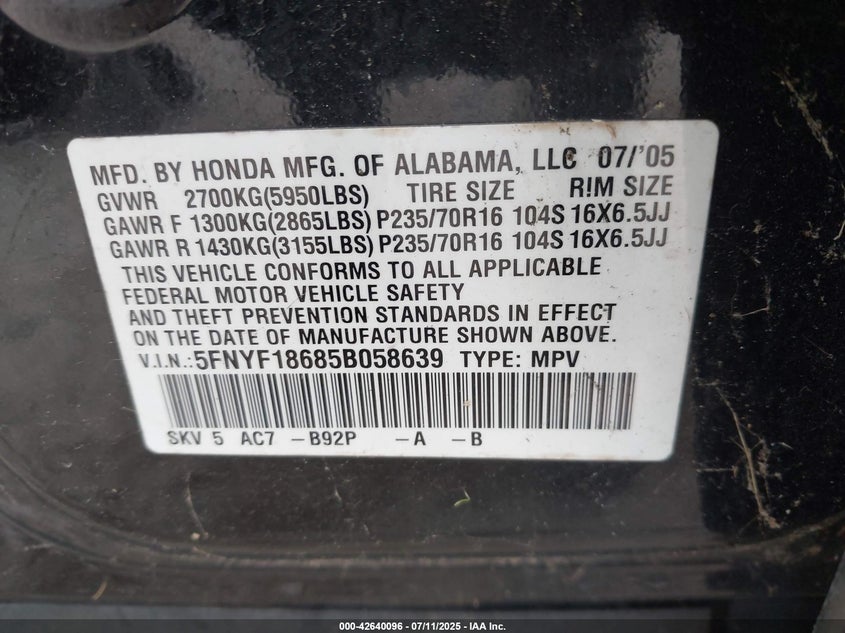 MFD. BY HONDA MFG. OF ALABAMA, LLC 07/'05
GVWR 2700KG(5950LBS) TIRE SIZE RIM SIZE
GAWR F 1300KG(2865LBS) P235/70R16 104S 16X6.5JJ
GAWR R 1430KG(3155LBS) P235/70R16 104S 16X6.5JJ
THIS VEHICLE CONFORMS TO ALL APPLICABLE
FEDERAL MOTOR VEHICLE SAFETY
AND THEFT PREVENTION STANDARDS IN EFFECT
ON THE DATE OF MANUFACTURE SHOWN ABOVE.
V.I.N.:5FNYF18685B058639 TYPE: MPV
SKV 5 AC7 -B92P -A -B
000-42640096 - 07/11/2025 - IAA Inc.